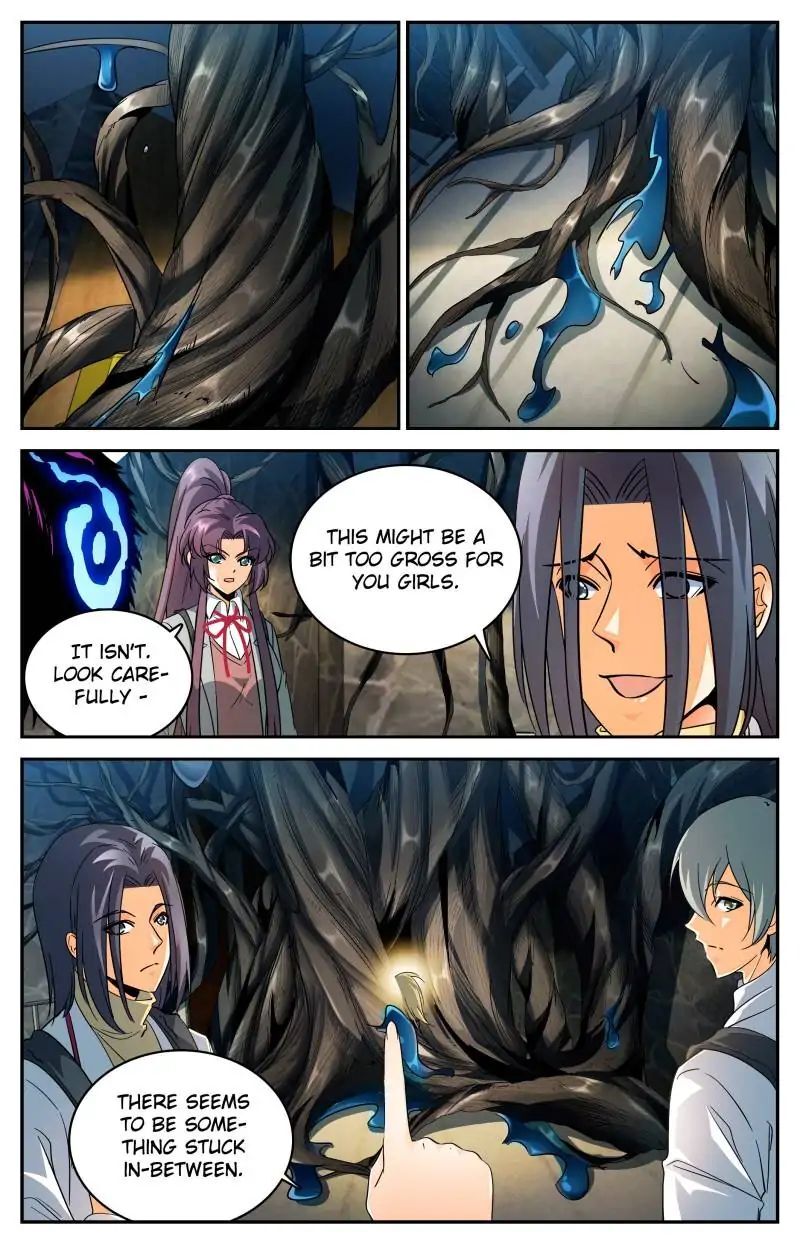 THIS MIGHT BE A
BIT TOO GROSS FOR
YOU GIRLS.
IT ISN'T.
LOOK CARE-
FULLY -
THERE SEEMS
TO BE SOME-
THING STUCK
IN-BETWEEN.